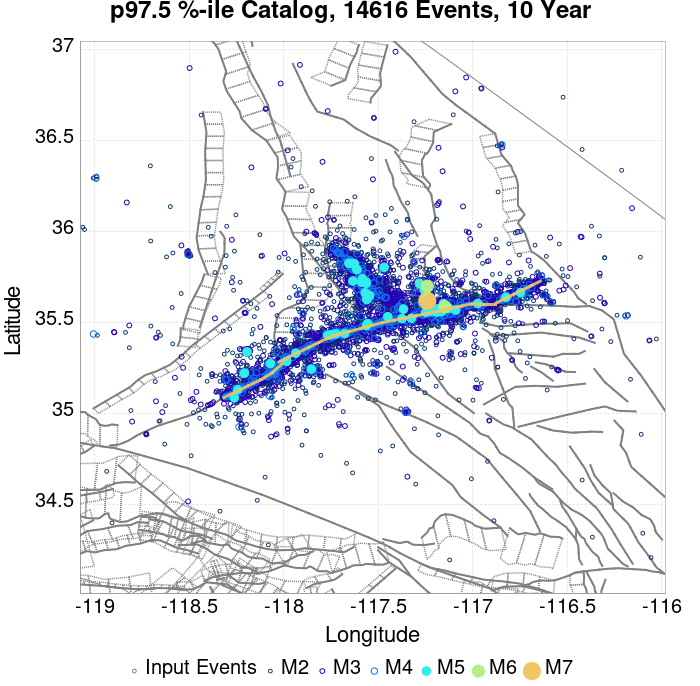 p97.5 %-ile Catalog, 14616 Events, 10 Year
37
36.5
36
35.5
35
34.5
Latitude
-119 -118.5 -118 -117.5 -117 -116.5 -116
Longitude
Input Events M2 M3 M4 M5 M6 M7